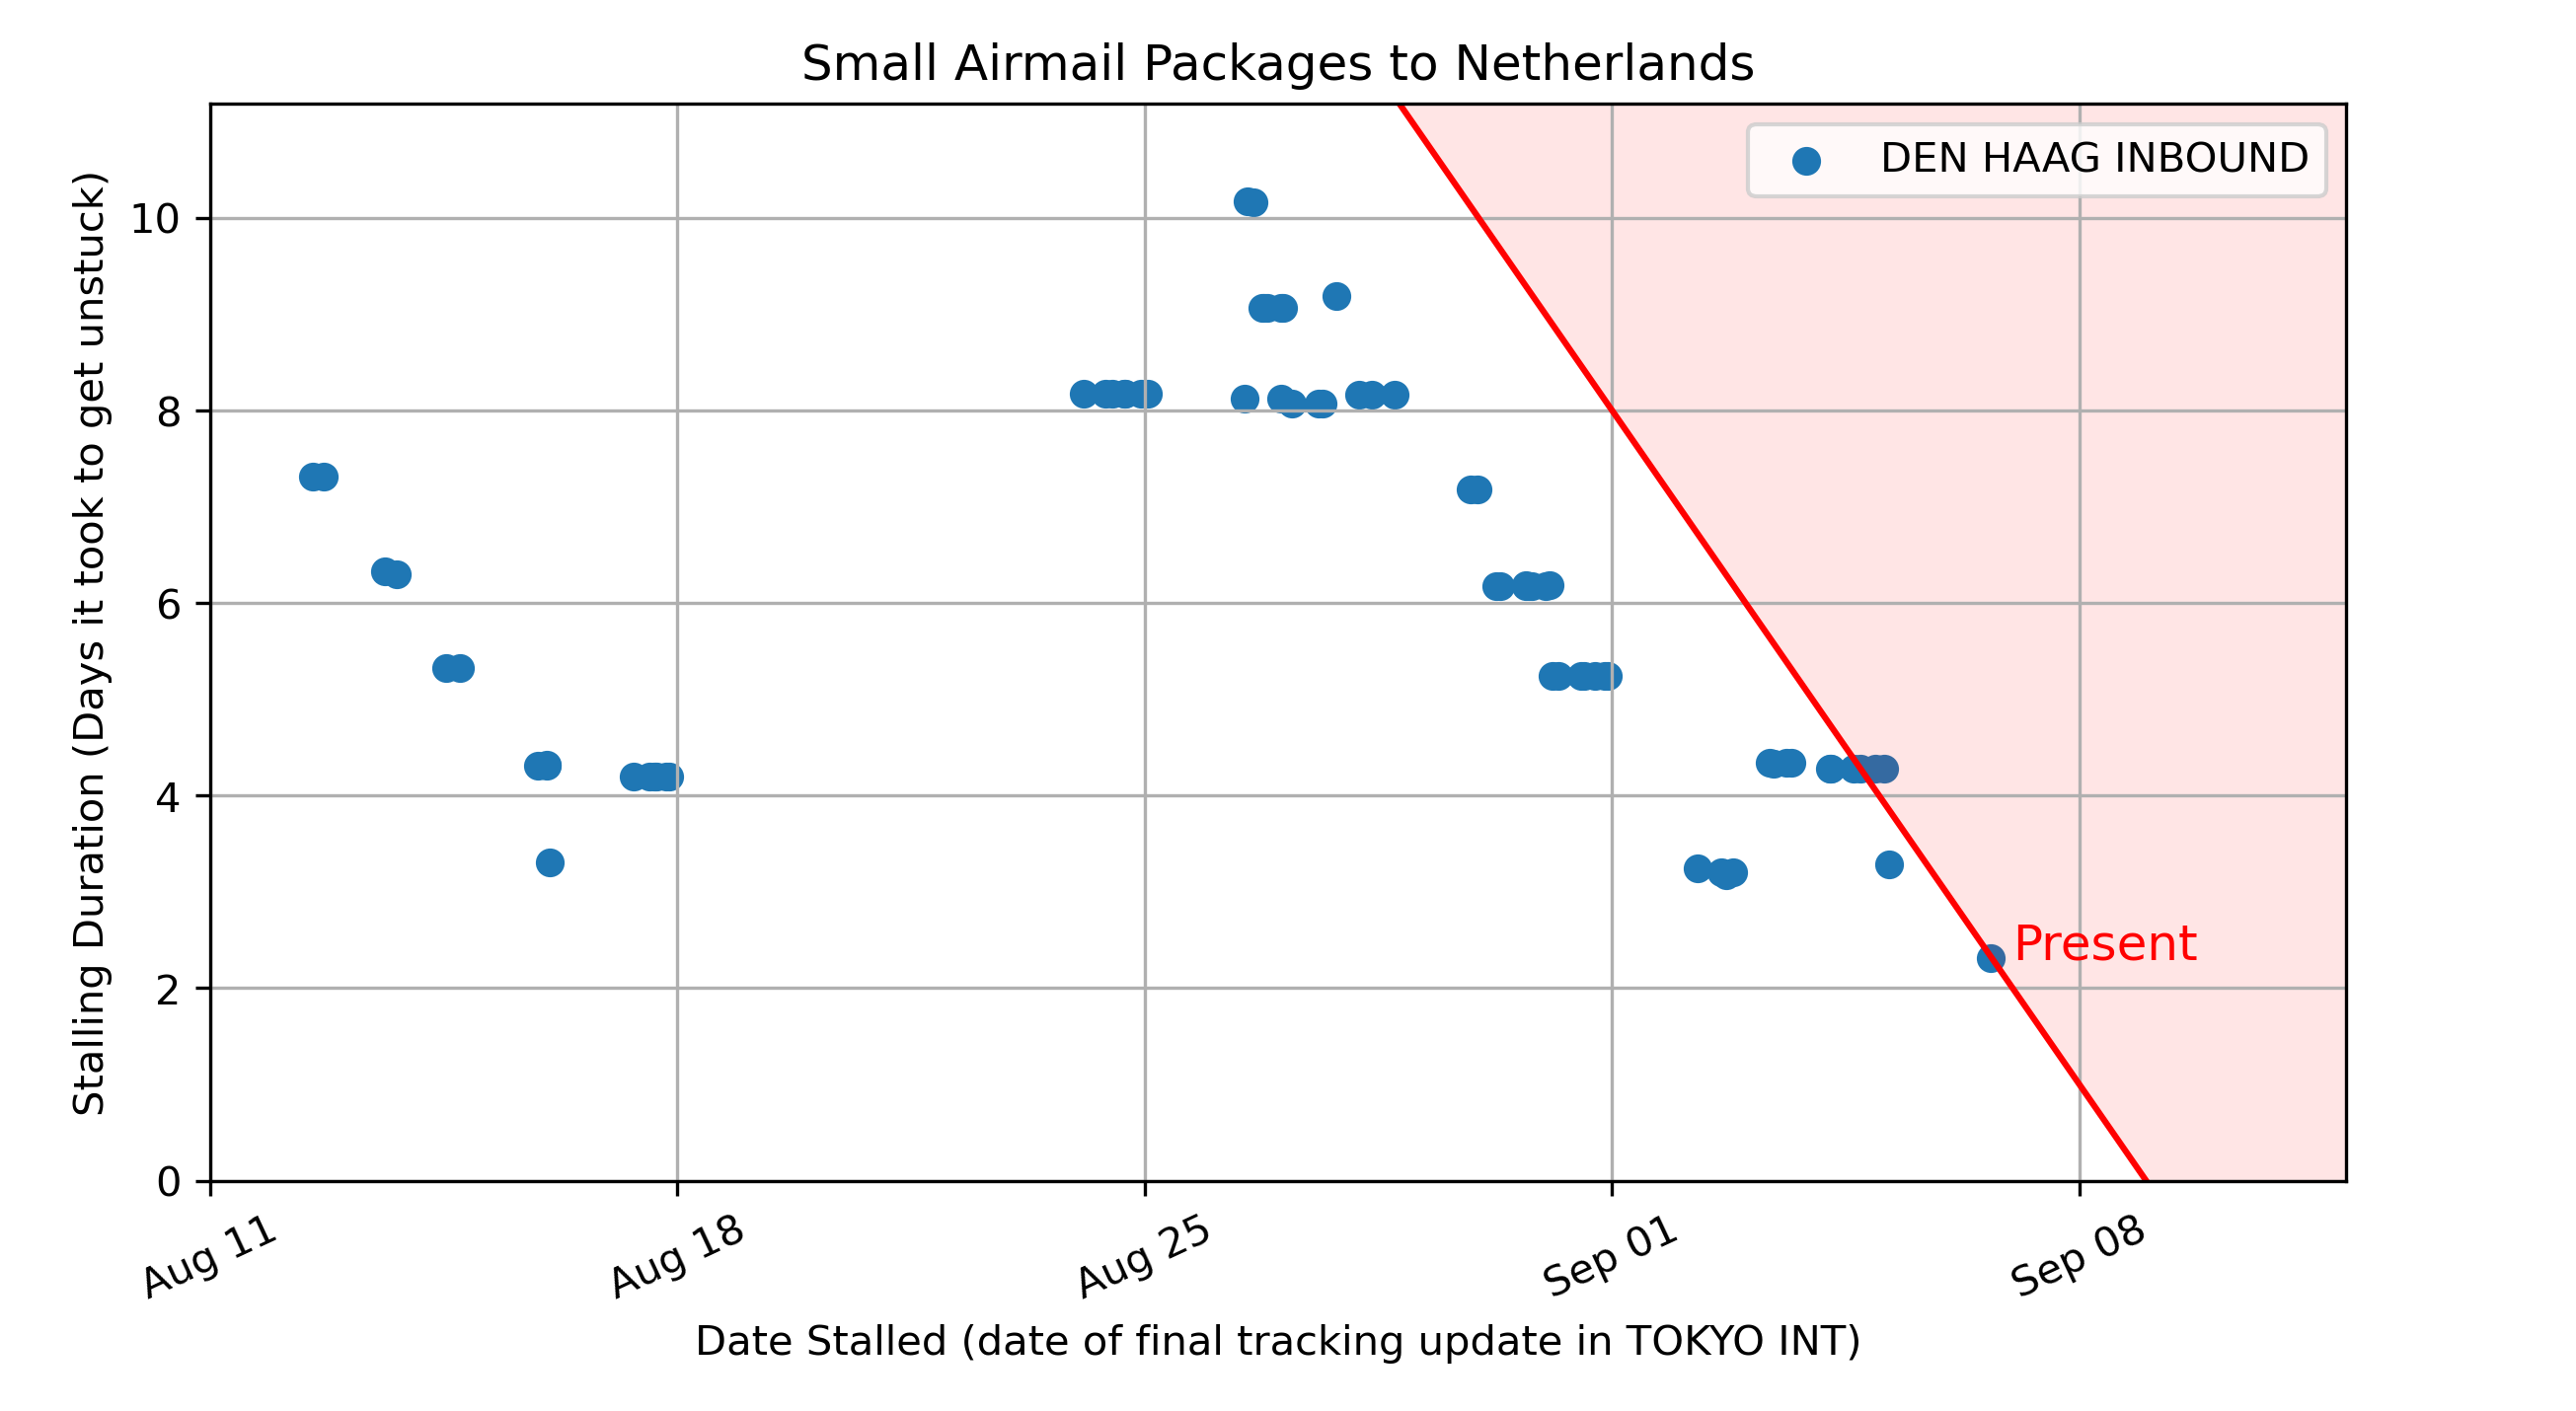 Small Airmail Packages to Netherlands
DEN HAAG INBOUND
Stalling Duration (Days it took to get unstuck)
10
8
6
4
2
0
Present
Aug 11
Aug 18
Aug 25
Sep 01
Sep 08
Date Stalled (date of final tracking update in TOKYO INT)